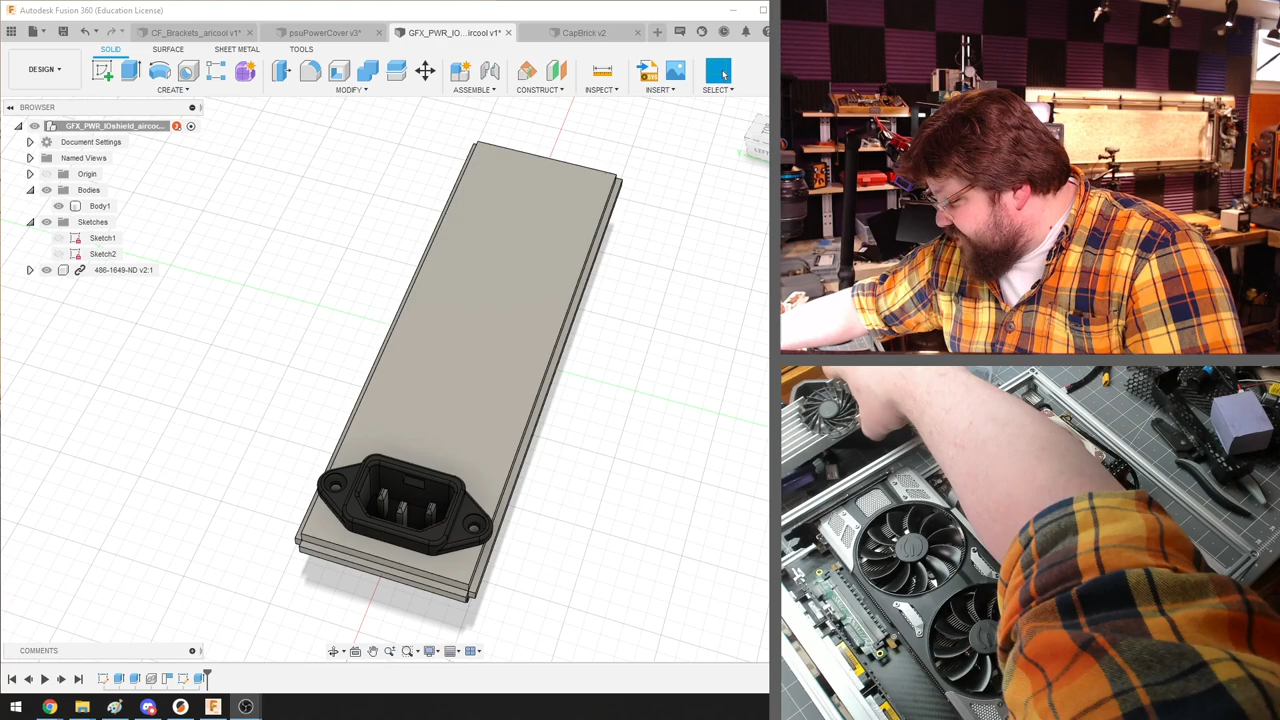 Autodesk Fusion 360 (Education License)
CF_Brackets_aricool v1*
psuPowerCover v3*
GFX_PWR_IO...ircool v1*
CapBrick v2
SOLID
SURFACE
SHEET METAL
TOOLS
DESIGN
CREATE
MODIFY
ASSEMBLE
CONSTRUCT
INSPECT
INSERT
SELECT
BROWSER
GFX_PWR_IOshield_aircoc...
Document Settings
Named Views
Origin
Bodies
Body1
Sketches
Sketch1
Sketch2
486-1649-ND v2:1
COMMENTS